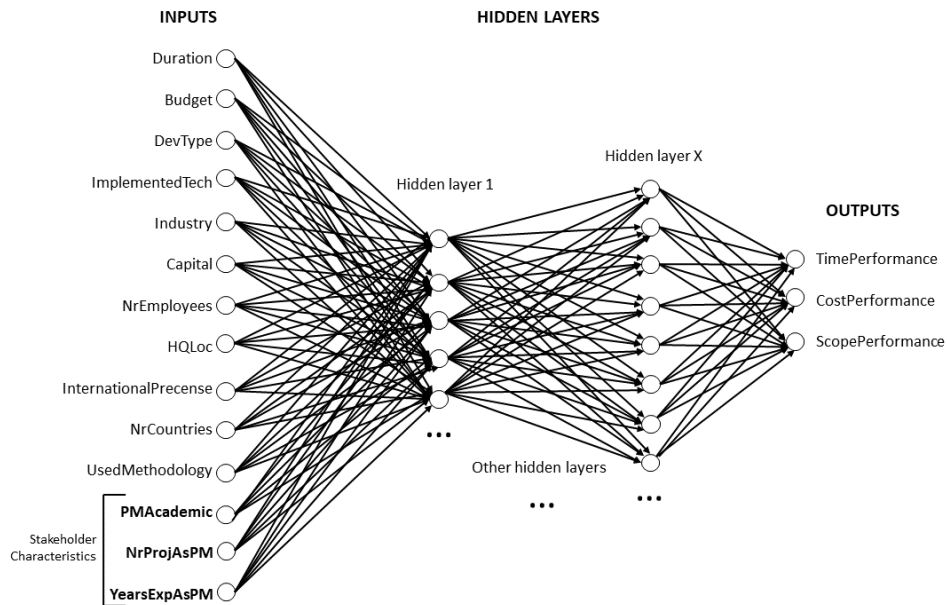 INPUTS
HIDDEN LAYERS
Duration
Budget
DevType
ImplementedTech
Industry
Capital
NrEmployees
HQLoc
InternationalPrecense
NrCountries
UsedMethodology
PMAcademic
NrProjAsPM
YearsExpAsPM
Stakeholder
Characteristics
Hidden layer 1
...
Other hidden layers
...
Hidden layer X
...
OUTPUTS
TimePerformance
CostPerformance
ScopePerformance